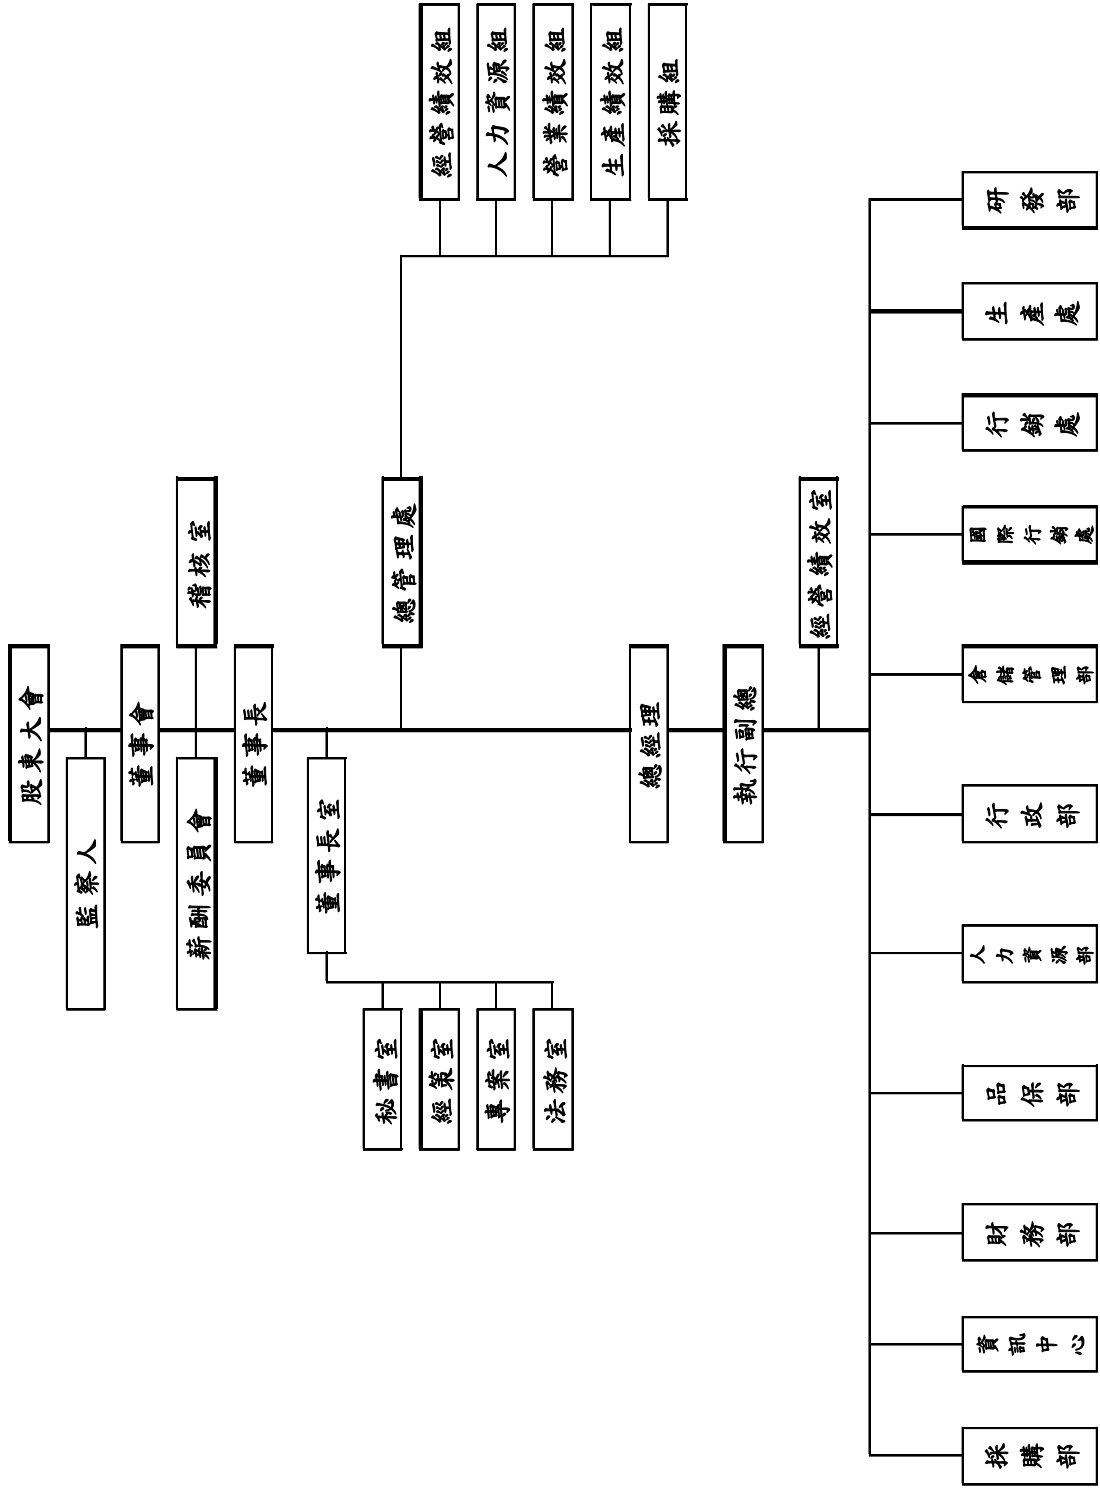 股東大會
監察人
董事會
稽核室
薪酬委員會
董事長
董事長室
秘書室
經策室
專案室
法務室
總管理處
經營績效組
人力資源組
營業績效組
生產績效組
採購組
總經理
執行副總
經營績效室
採購部
資訊中心
財務部
品保部
人力資源部
行政部
倉儲管理部
國際行銷處
行銷處
生產處
研發部